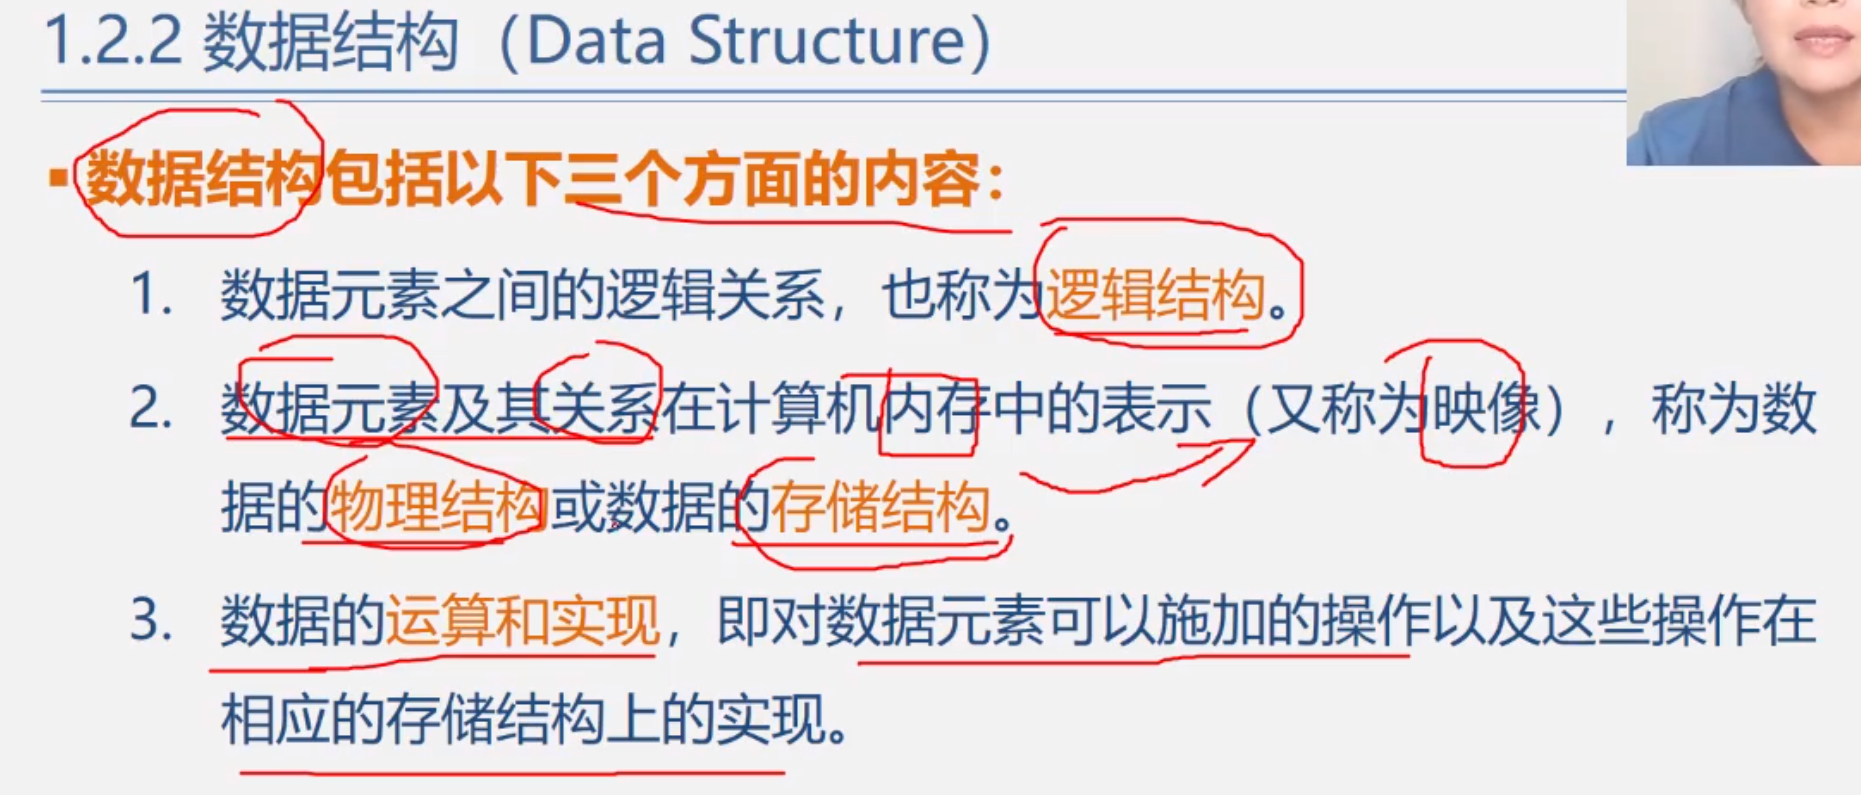 1.2.2 数据结构（Data Structure）
▪数据结构包括以下三个方面的内容：
1. 数据元素之间的逻辑关系，也称为逻辑结构。
2. 数据元素及其关系在计算机内存中的表示（又称为映像），称为数
据的物理结构或数据的存储结构。
3. 数据的运算和实现，即对数据元素可以施加的操作以及这些操作在
相应的存储结构上的实现。